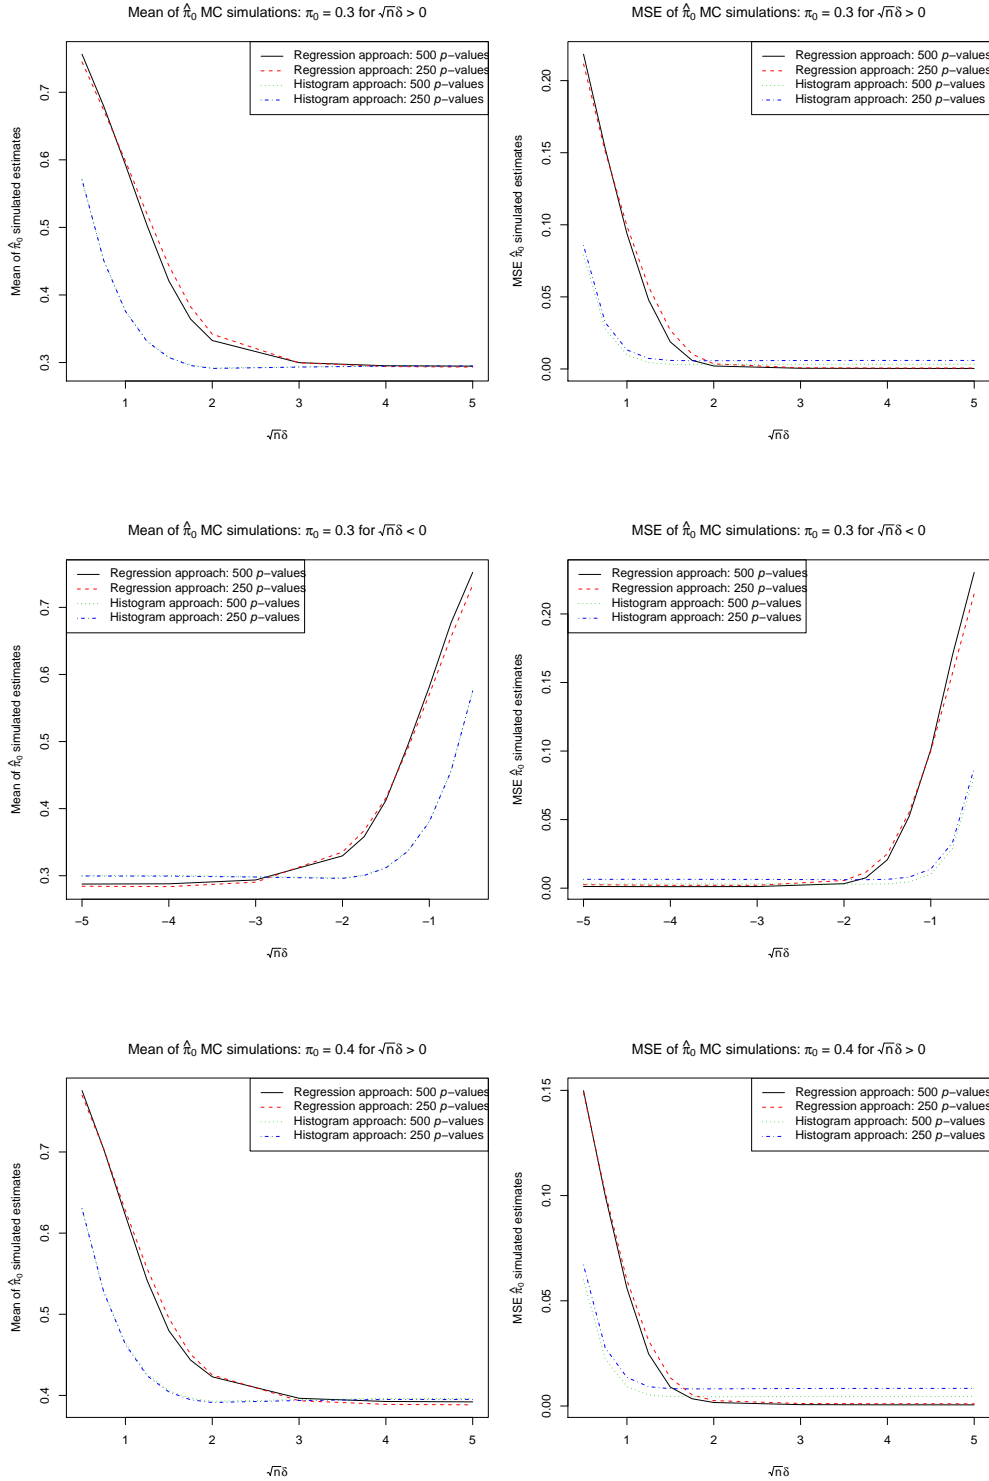 Mean of π̂₀ MC simulations: π₀ = 0.3 for √nδ > 0
Regression approach: 500 p−values
Regression approach: 250 p−values
Histogram approach: 500 p−values
Histogram approach: 250 p−values
Mean of π̂₀ simulated estimates
0.3 0.4 0.5 0.6 0.7
1 2 3 4 5
√nδ
MSE of π̂₀ MC simulations: π₀ = 0.3 for √nδ > 0
Regression approach: 500 p−values
Regression approach: 250 p−values
Histogram approach: 500 p−values
Histogram approach: 250 p−values
MSE π̂₀ simulated estimates
0.00 0.05 0.10 0.15 0.20
1 2 3 4 5
√nδ
Mean of π̂₀ MC simulations: π₀ = 0.3 for √nδ < 0
Regression approach: 500 p−values
Regression approach: 250 p−values
Histogram approach: 500 p−values
Histogram approach: 250 p−values
Mean of π̂₀ simulated estimates
0.3 0.4 0.5 0.6 0.7
−5 −4 −3 −2 −1
√nδ
MSE of π̂₀ MC simulations: π₀ = 0.3 for √nδ < 0
Regression approach: 500 p−values
Regression approach: 250 p−values
Histogram approach: 500 p−values
Histogram approach: 250 p−values
MSE π̂₀ simulated estimates
0.00 0.05 0.10 0.15 0.20
−5 −4 −3 −2 −1
√nδ
Mean of π̂₀ MC simulations: π₀ = 0.4 for √nδ > 0
Regression approach: 500 p−values
Regression approach: 250 p−values
Histogram approach: 500 p−values
Histogram approach: 250 p−values
Mean of π̂₀ simulated estimates
0.4 0.5 0.6 0.7
1 2 3 4 5
√nδ
MSE of π̂₀ MC simulations: π₀ = 0.4 for √nδ > 0
Regression approach: 500 p−values
Regression approach: 250 p−values
Histogram approach: 500 p−values
Histogram approach: 250 p−values
MSE π̂₀ simulated estimates
0.00 0.05 0.10 0.15
1 2 3 4 5
√nδ